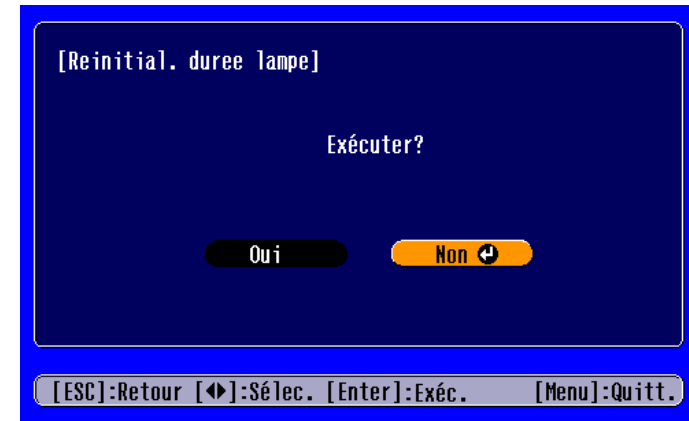 [Reinitial. duree lampe]
Exécuter?
Oui Non
[ESC]:Retour [◀▶]:Sélec. [Enter]:Exéc. [Menu]:Quitt.